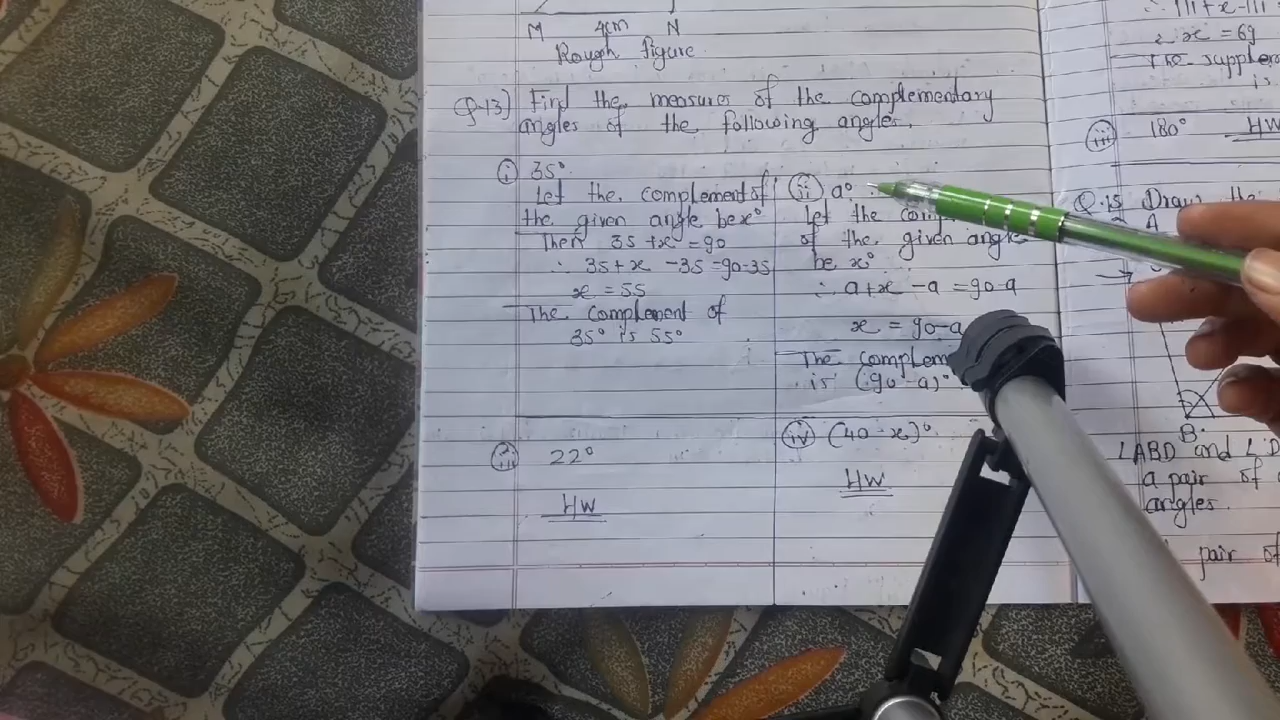 M 4cm N
Rough figure
Q.13) Find the measures of the complementary
angles of the following angles.
i 35°
Let the complement of
the given angle be x°
Then 35 + x = 90
∴ 35 + x - 35 = 90 - 35
x = 55
The complement of
35° is 55°
ii a°
Let the
of the given angle
be x°
∴ a + x - a = 90 - a
x = 90 - a
The
is (90 - a)°
iii 22°
HW
iv (40 - x)°
HW
x = 69
The
is
iii 180° HW
Q.15 Draw the
A
B
∠ABD and
a pair of
angles.
pair of